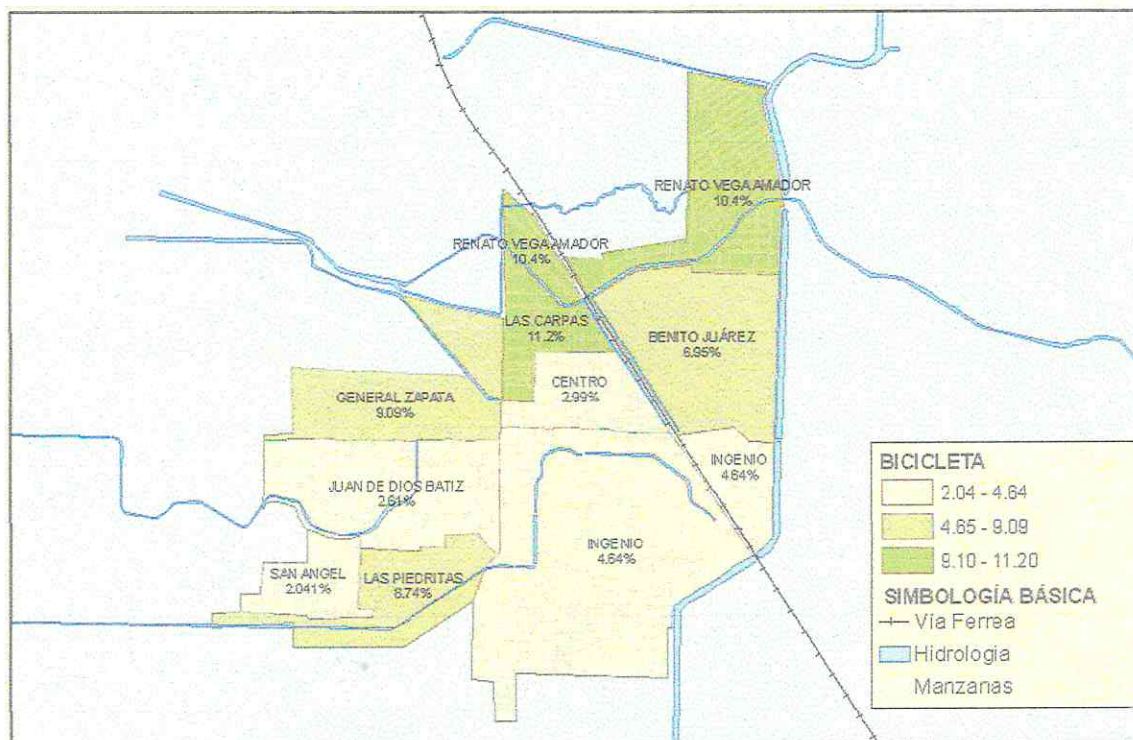 RENATO VEGA AMADOR
10.4%
RENATO VEGA AMADOR
10.4%
LAS CARPAS
11.2%
BENITO JUÁREZ
6.95%
CENTRO
2.99%
GENERAL ZAPATA
9.09%
INGENIO
4.64%
JUAN DE DIOS BATIZ
2.61%
INGENIO
4.64%
SAN ANGEL
2.041%
LAS PIEDRITAS
8.74%
BICICLETA
2.04 - 4.64
4.65 - 9.09
9.10 - 11.20
SIMBOLOGÍA BÁSICA
Vía Ferrea
Hidrologia
Manzanas